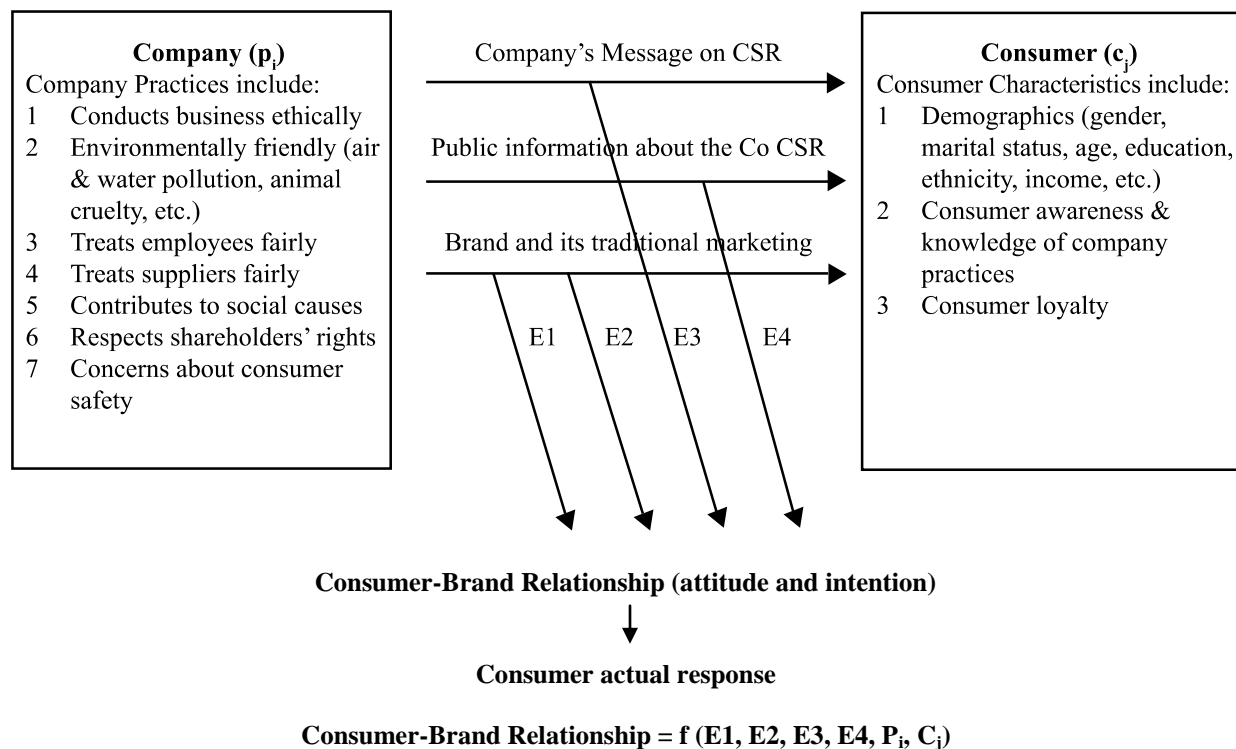 Company (pi)
Company Practices include:
1 Conducts business ethically
2 Environmentally friendly (air
& water pollution, animal
cruelty, etc.)
3 Treats employees fairly
4 Treats suppliers fairly
5 Contributes to social causes
6 Respects shareholders' rights
7 Concerns about consumer
safety
Company's Message on CSR
Public information about the Co CSR
Brand and its traditional marketing
E1 E2 E3 E4
Consumer (cj)
Consumer Characteristics include:
1 Demographics (gender,
marital status, age, education,
ethnicity, income, etc.)
2 Consumer awareness &
knowledge of company
practices
3 Consumer loyalty
Consumer-Brand Relationship (attitude and intention)
Consumer actual response
Consumer-Brand Relationship = f (E1, E2, E3, E4, Pi, Cj)